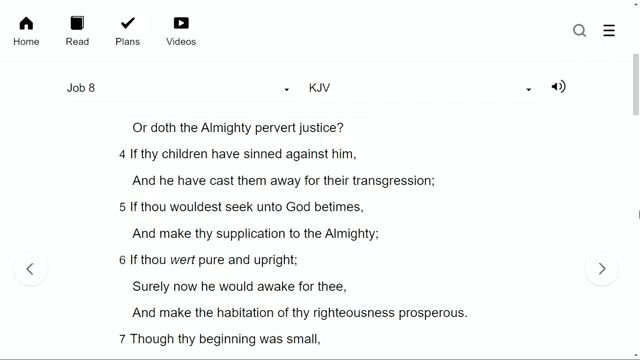 Home Read Plans Videos
Job 8 KJV
Or doth the Almighty pervert justice?
4 If thy children have sinned against him,
And he have cast them away for their transgression;
5 If thou wouldest seek unto God betimes,
And make thy supplication to the Almighty;
6 If thou wert pure and upright;
Surely now he would awake for thee,
And make the habitation of thy righteousness prosperous.
7 Though thy beginning was small,